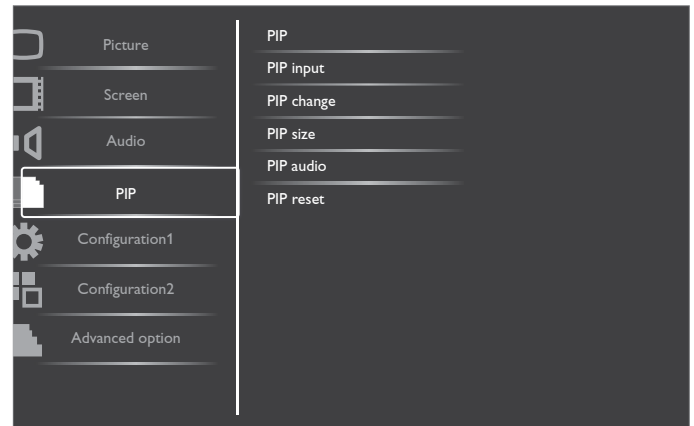 Picture
Screen
Audio
PIP
Configuration1
Configuration2
Advanced option
PIP
PIP input
PIP change
PIP size
PIP audio
PIP reset